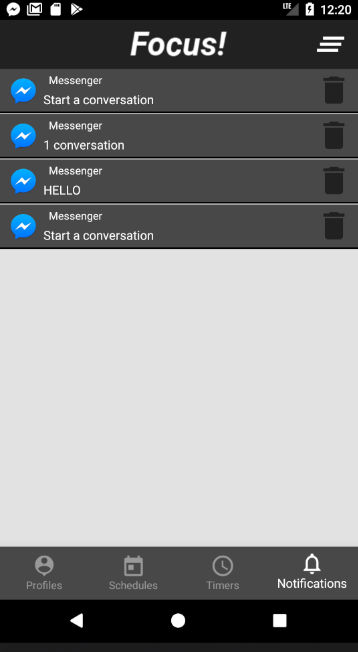 LTE 12:20
Focus!
Messenger
Start a conversation
Messenger
1 conversation
Messenger
HELLO
Messenger
Start a conversation
Profiles Schedules Timers Notifications